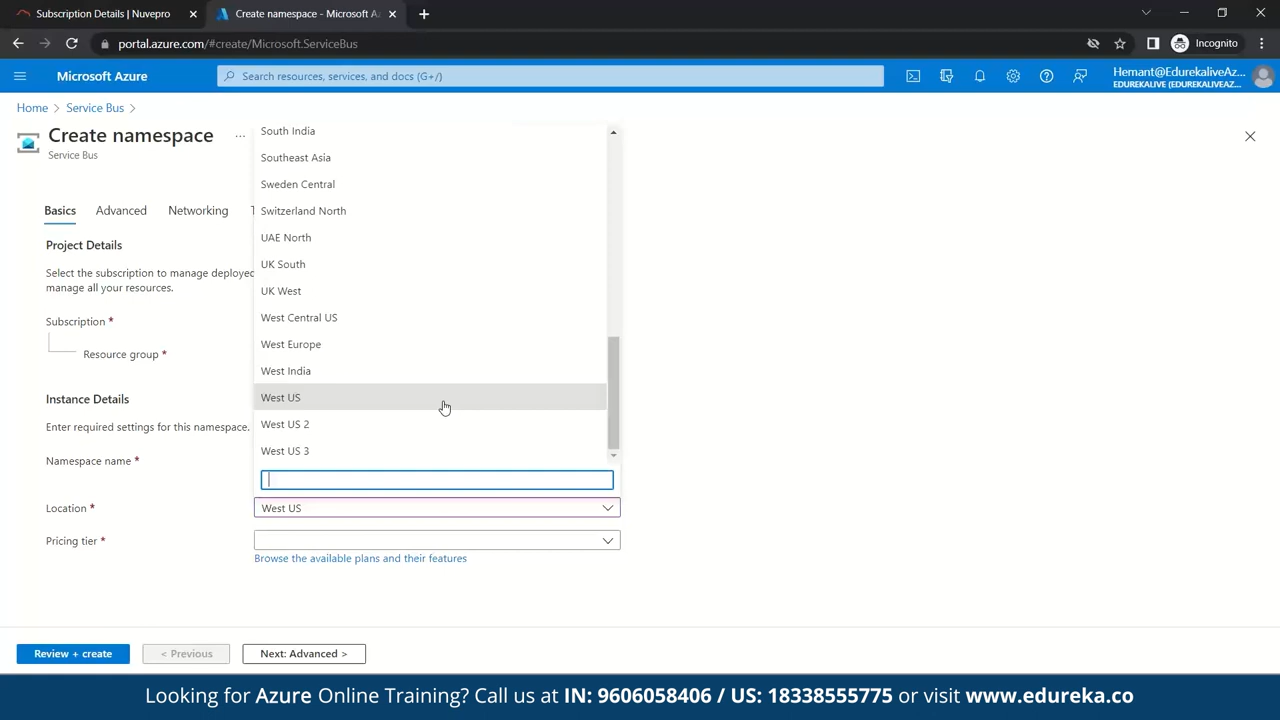 Subscription Details | Nuvepro
Create namespace - Microsoft Az
portal.azure.com/#create/Microsoft.ServiceBus
Incognito
Microsoft Azure
Search resources, services, and docs (G+/)
Hemant@EdurekaliveAz...
EDUREKALIVE (EDUREKALIVEAZ...
Home > Service Bus >
Create namespace ...
Service Bus
Basics Advanced Networking T
Project Details
Select the subscription to manage deployed
manage all your resources.
Subscription *
Resource group *
Instance Details
Enter required settings for this namespace.
Namespace name *
South India
Southeast Asia
Sweden Central
Switzerland North
UAE North
UK South
UK West
West Central US
West Europe
West India
West US
West US 2
West US 3
Location * West US
Pricing tier *
Browse the available plans and their features
Review + create < Previous Next: Advanced >
Looking for Azure Online Training? Call us at IN: 9606058406 / US: 18338555775 or visit www.edureka.co